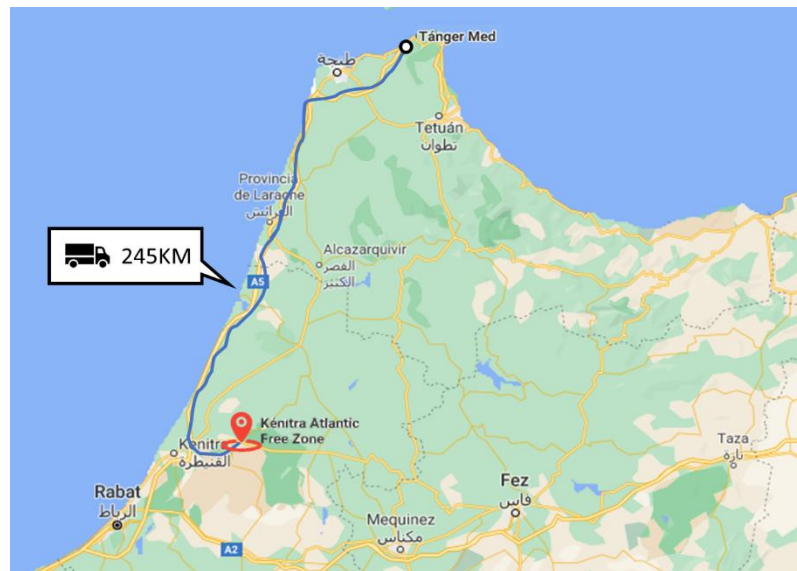 Tánger Med
طنجة
Tetuán
تطوان
Provincia
de Larache
العرائش
245KM
Alcazarquivir
القصر
الكبير
A5
Kénitra Atlantic
Free Zone
Kenitra
القنيطرة
Taza
تازة
Rabat
الرباط
Fez
فاس
Mequinez
مكناس
A2